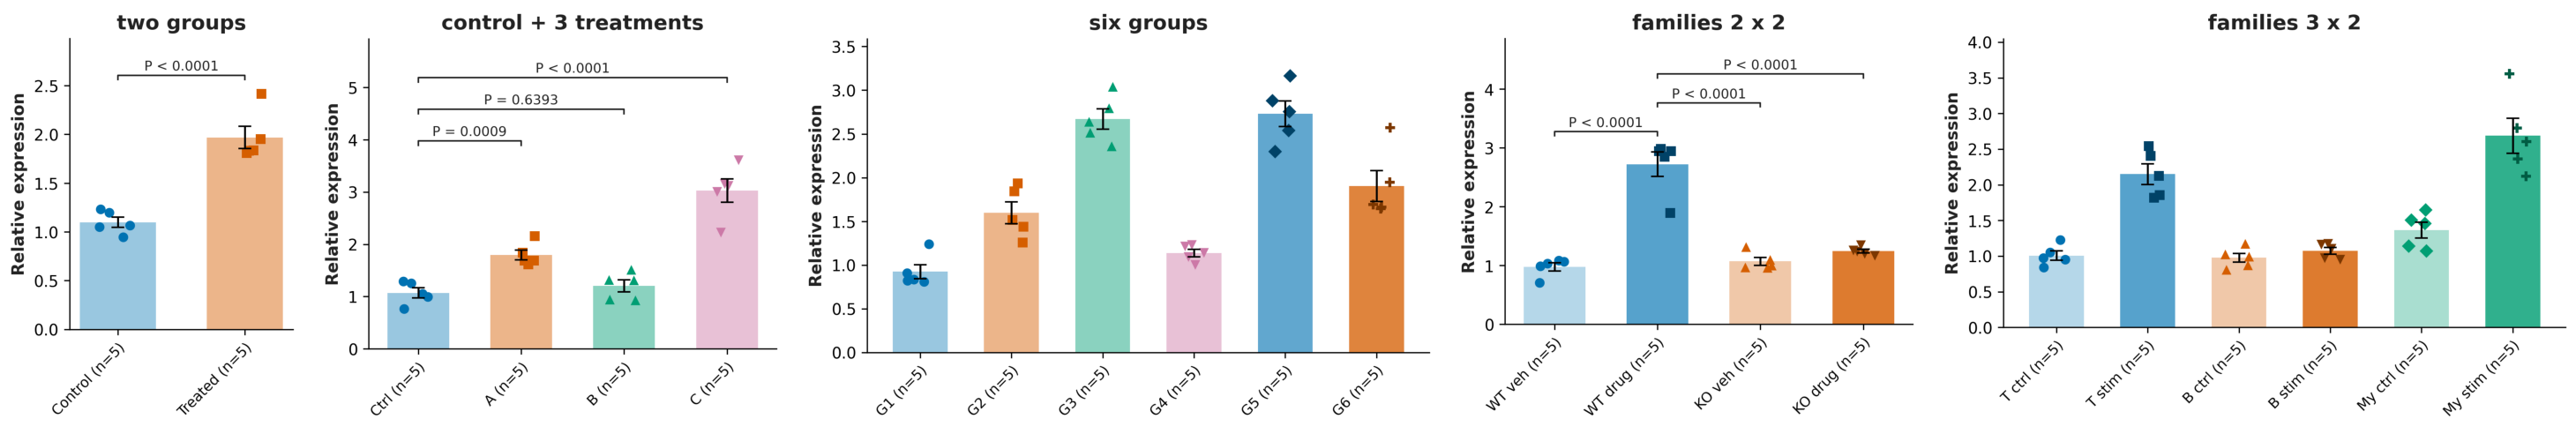 two groups
Relative expression
2.5
2.0
1.5
1.0
0.5
0.0
P < 0.0001
Control (n=5)
Treated (n=5)
control + 3 treatments
Relative expression
5
4
3
2
1
0
P < 0.0001
P = 0.6393
P = 0.0009
Ctrl (n=5)
A (n=5)
B (n=5)
C (n=5)
six groups
Relative expression
3.5
3.0
2.5
2.0
1.5
1.0
0.5
0.0
G1 (n=5)
G2 (n=5)
G3 (n=5)
G4 (n=5)
G5 (n=5)
G6 (n=5)
families 2 x 2
Relative expression
4
3
2
1
0
P < 0.0001
P < 0.0001
P < 0.0001
WT veh (n=5)
WT drug (n=5)
KO veh (n=5)
KO drug (n=5)
families 3 x 2
Relative expression
4.0
3.5
3.0
2.5
2.0
1.5
1.0
0.5
0.0
T ctrl (n=5)
T stim (n=5)
B ctrl (n=5)
B stim (n=5)
My ctrl (n=5)
My stim (n=5)